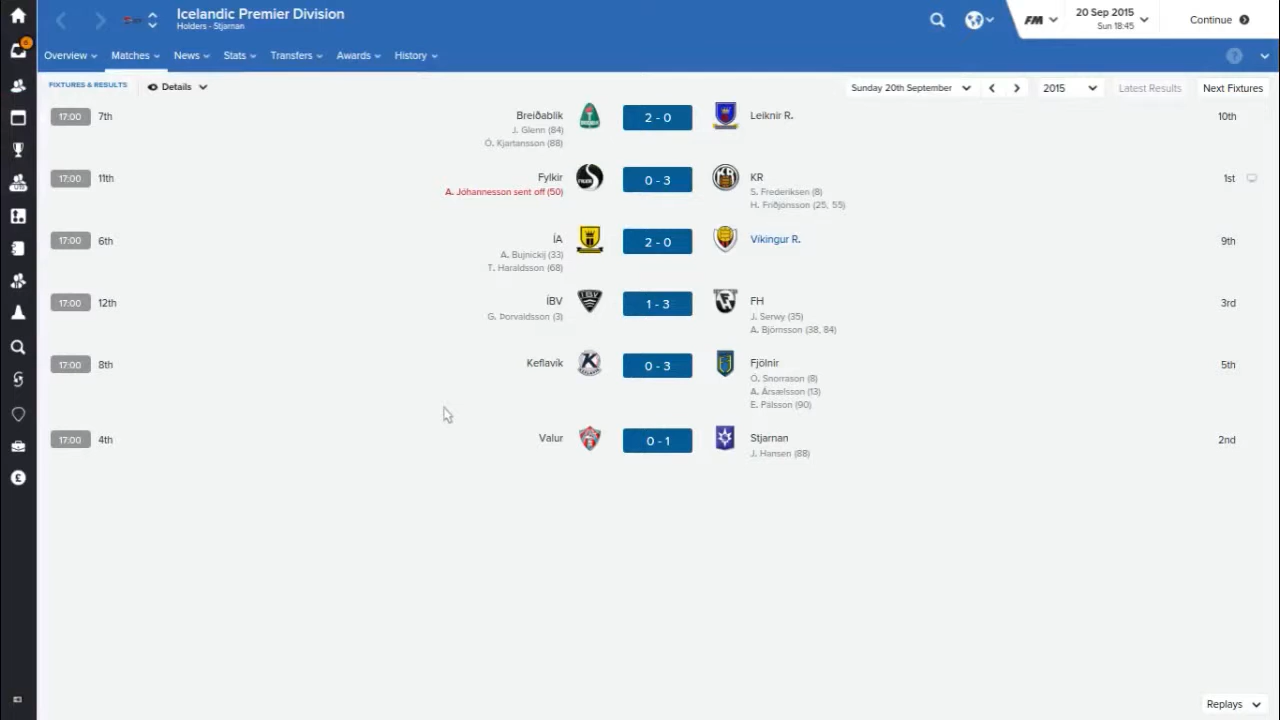 Icelandic Premier Division
Holders - Stjarnan
FM
20 Sep 2015
Sun 18:45
Continue
Overview
Matches
News
Stats
Transfers
Awards
History
FIXTURES & RESULTS
Details
Sunday 20th September
2015
Latest Results
Next Fixtures
17:00 7th Breiðablik 2 - 0 Leiknir R. 10th
J. Glenn (84)
Ó. Kjartansson (88)
17:00 11th Fylkir 0 - 3 KR 1st
A. Jóhannesson sent off (50) S. Frederiksen (8)
H. Friðjónsson (25, 55)
17:00 6th ÍA 2 - 0 Víkingur R. 9th
A. Bujnickij (33)
T. Haraldsson (68)
17:00 12th ÍBV 1 - 3 FH 3rd
G. Þorvaldsson (3) J. Serwy (35)
A. Björnsson (38, 84)
17:00 8th Keflavík 0 - 3 Fjölnir 5th
Ó. Snorrason (8)
A. Ársælsson (13)
E. Pálsson (90)
17:00 4th Valur 0 - 1 Stjarnan 2nd
J. Hansen (88)
Replays